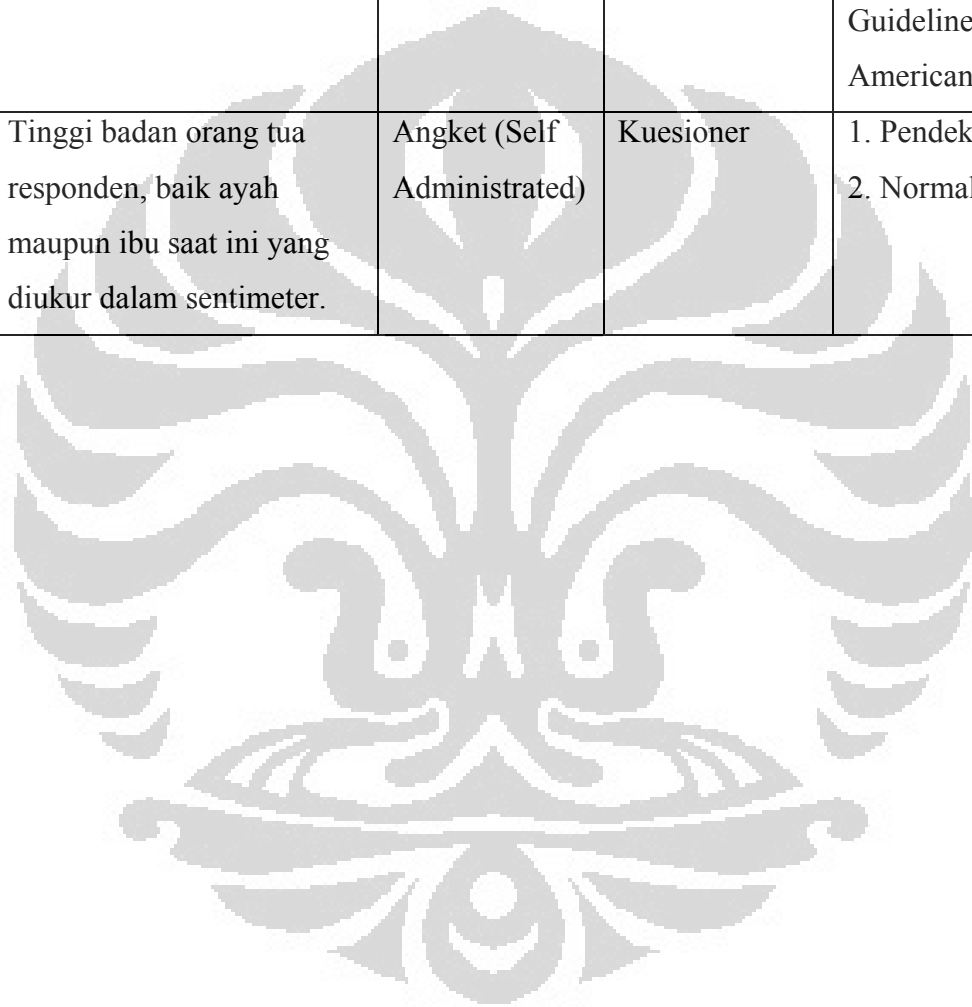 Guideline
American
Tinggi badan orang tua
responden, baik ayah
maupun ibu saat ini yang
diukur dalam sentimeter.
Angket (Self
Administrated)
Kuesioner
1. Pendek
2. Normal